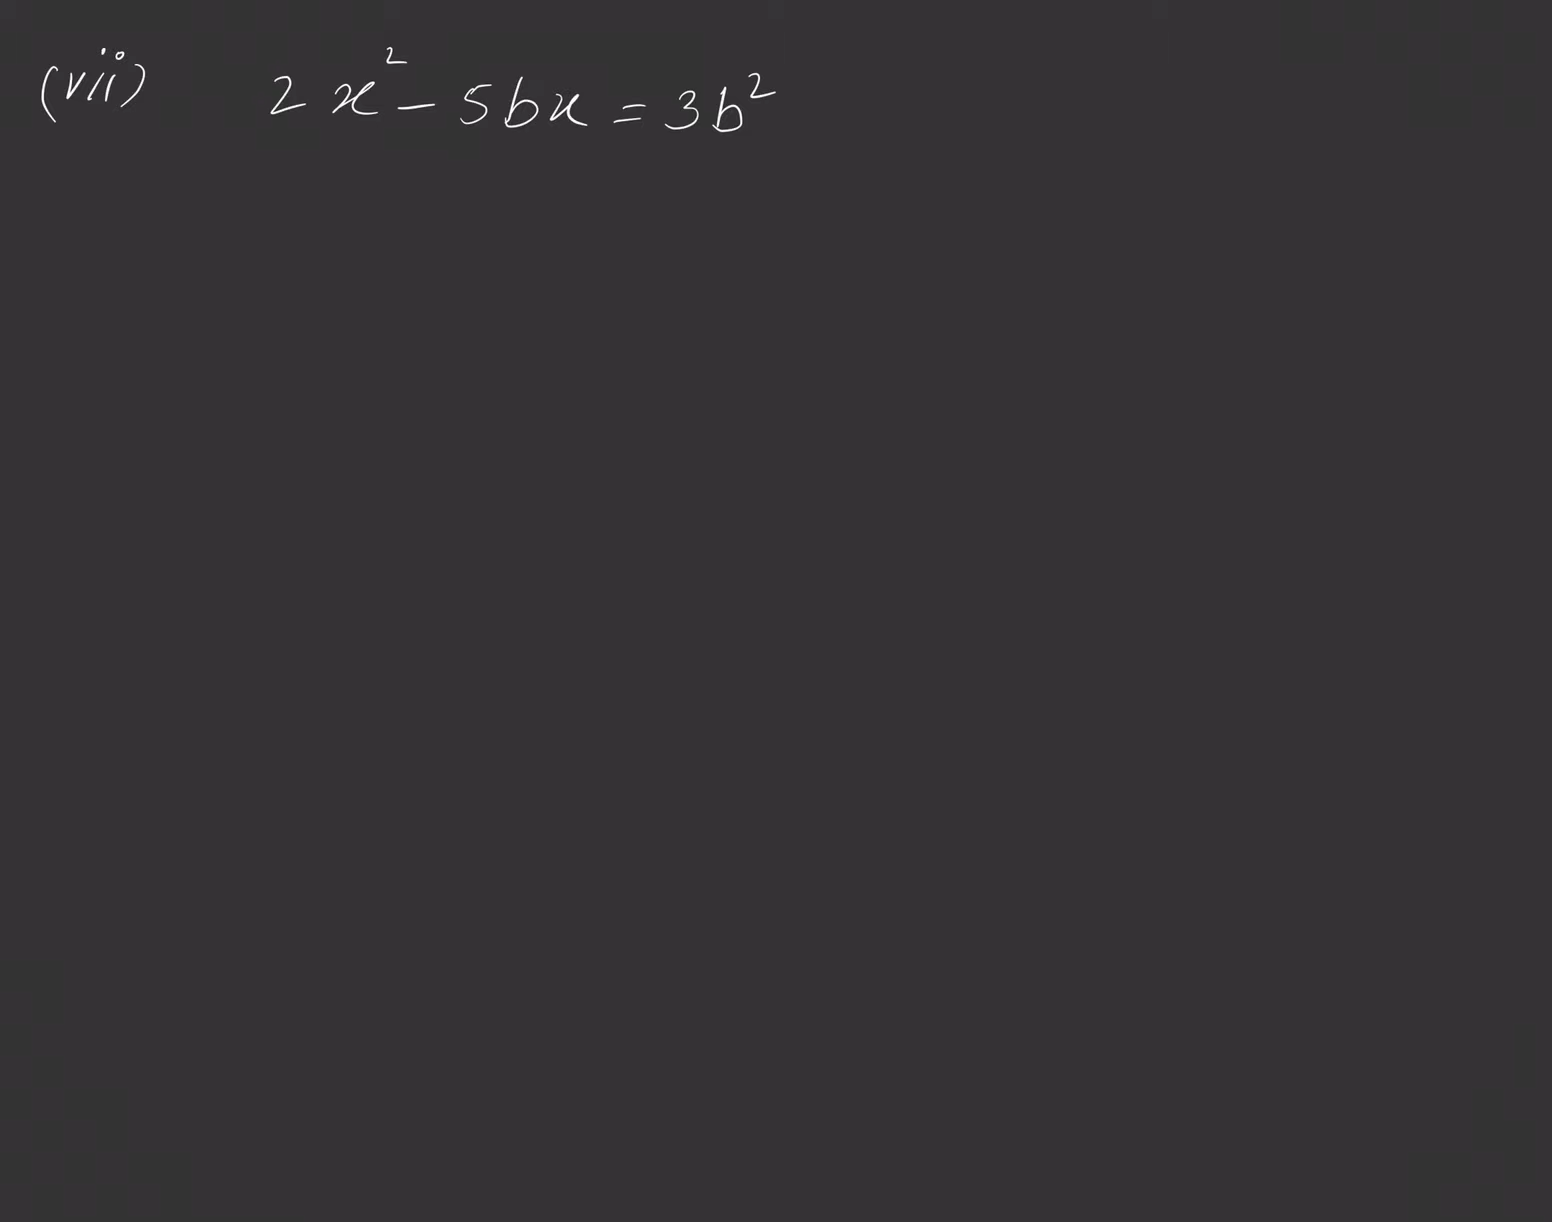 (vii) 2x² - 5bx = 3b²